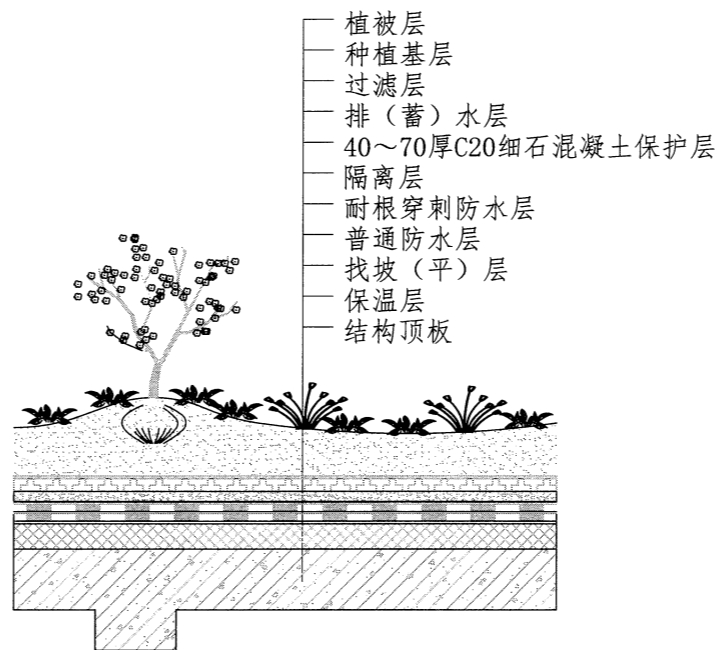 植被层
种植基层
过滤层
排（蓄）水层
40～70厚C20细石混凝土保护层
隔离层
耐根穿刺防水层
普通防水层
找坡（平）层
保温层
结构顶板